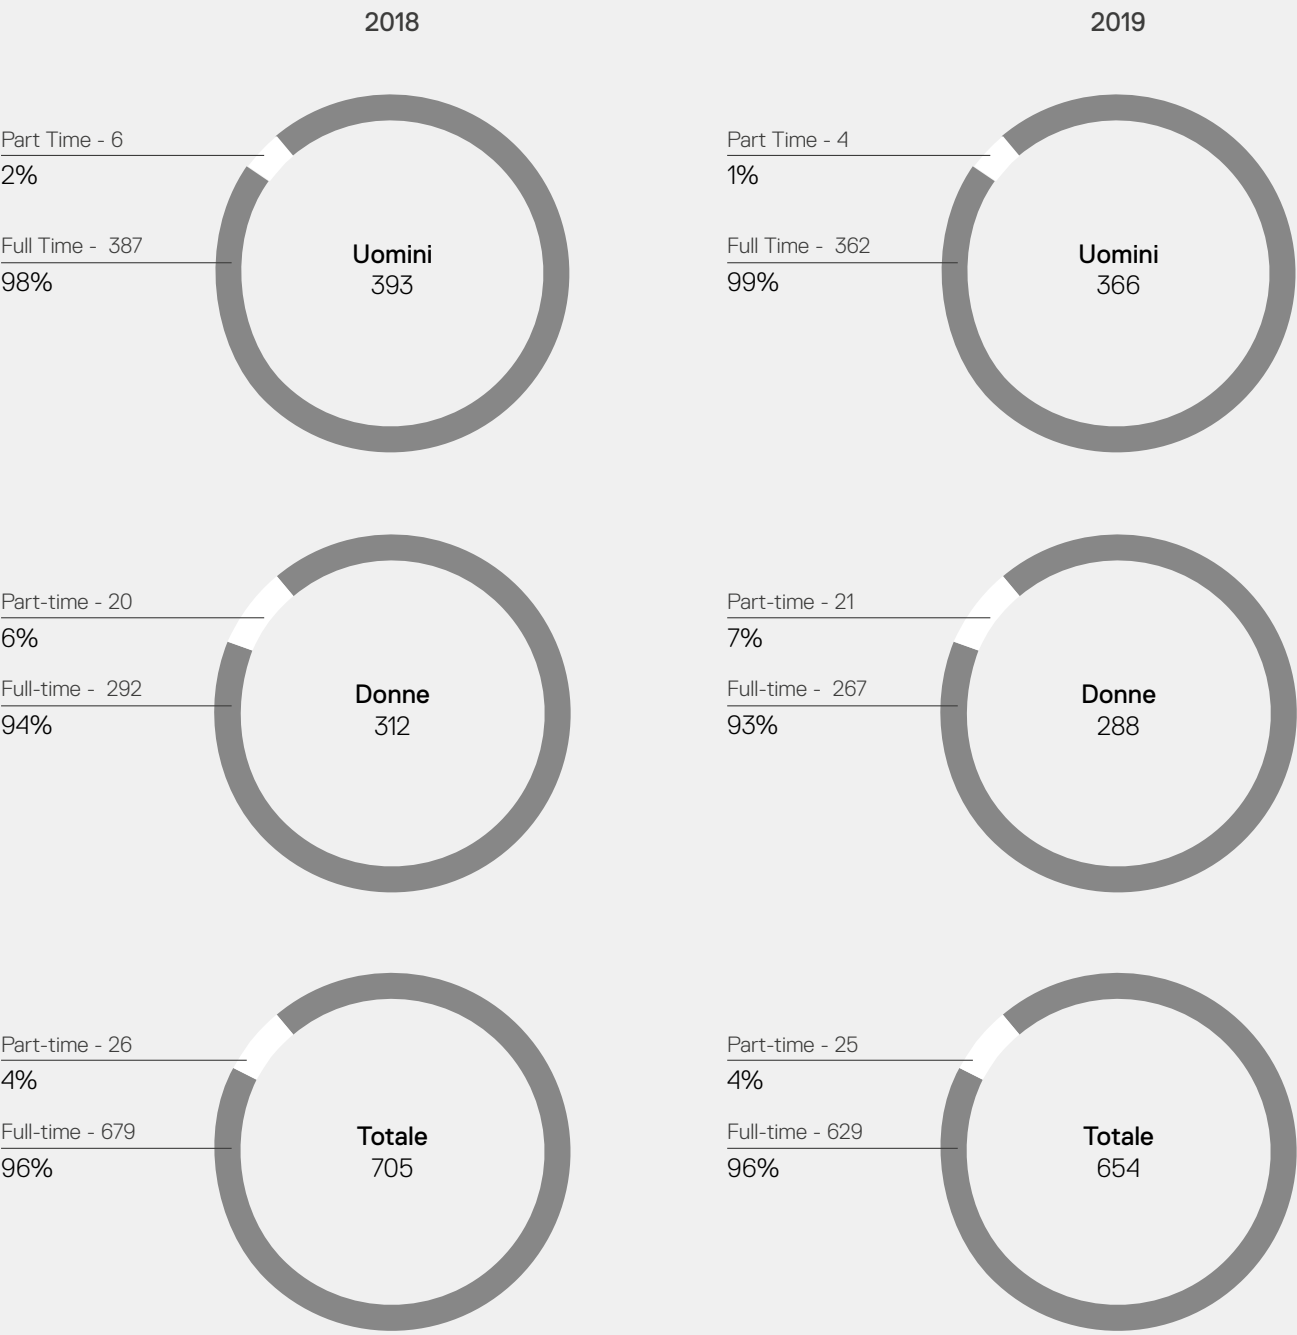 2018
2019
Part Time - 6
2%
Full Time - 387
98%
Uomini
393
Part Time - 4
1%
Full Time - 362
99%
Uomini
366
Part-time - 20
6%
Full-time - 292
94%
Donne
312
Part-time - 21
7%
Full-time - 267
93%
Donne
288
Part-time - 26
4%
Full-time - 679
96%
Totale
705
Part-time - 25
4%
Full-time - 629
96%
Totale
654